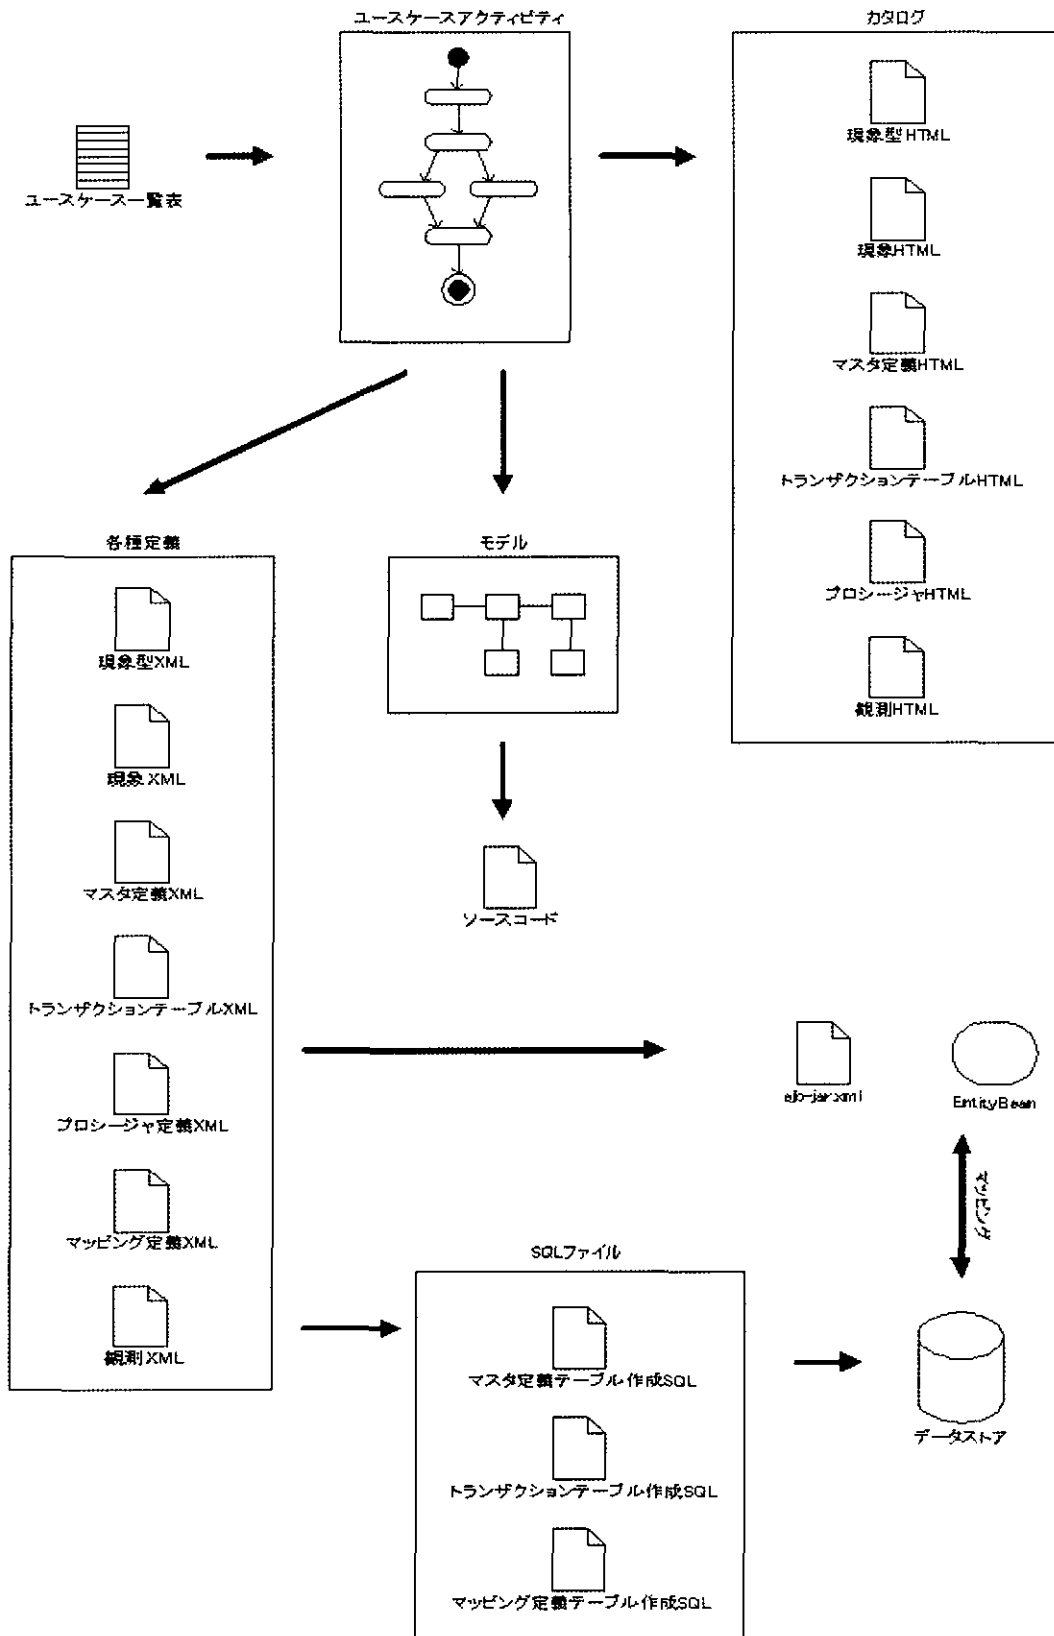 ユースケースアクティビティ
カタログ
現象型HTML
ユースケース一覧表
現象HTML
マスタ定義HTML
トランザクションテーブルHTML
各種定義
モデル
プロシージャHTML
現象型XML
観測HTML
現象XML
マスタ定義XML
ソースコード
トランザクションテーブルXML
ejb-jar.xml
EntityBean
プロシージャ定義XML
マッピング
マッピング定義XML
SQLファイル
観測XML
マスタ定義テーブル作成SQL
データストア
トランザクションテーブル作成SQL
マッピング定義テーブル作成SQL